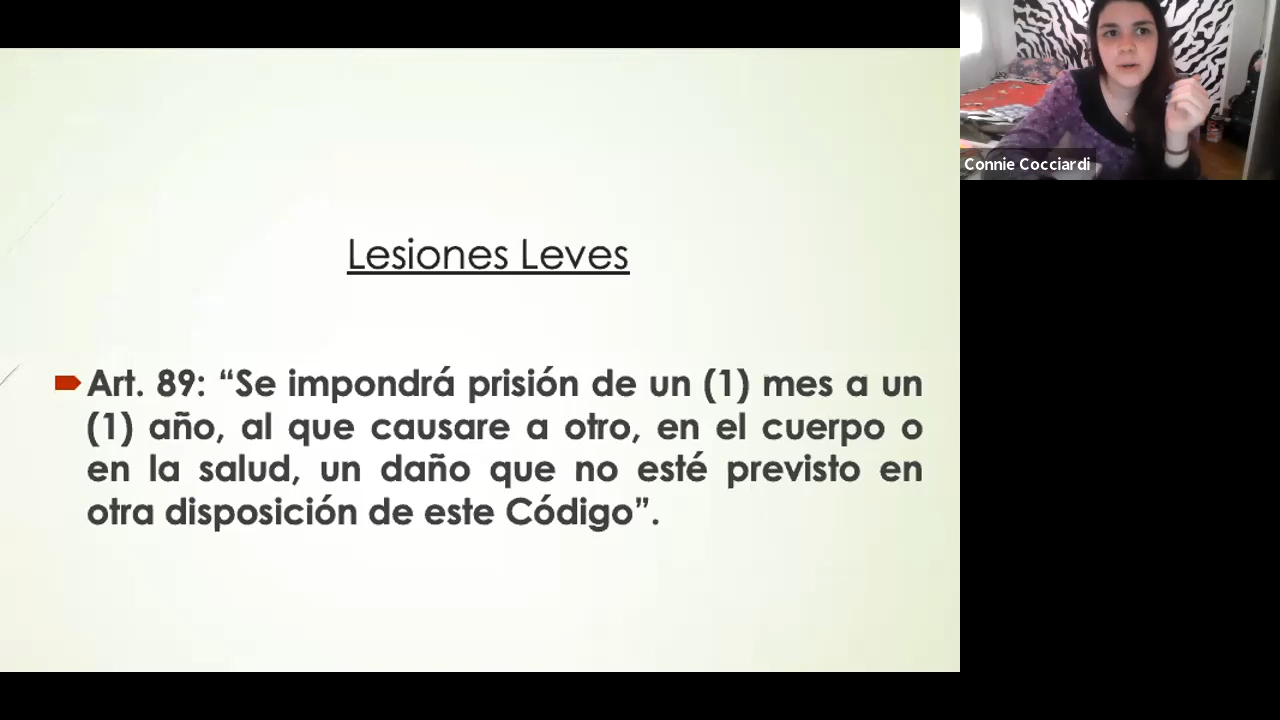 Connie Cocciardi
Lesiones Leves
Art. 89: “Se impondrá prisión de un (1) mes a un
(1) año, al que causare a otro, en el cuerpo o
en la salud, un daño que no esté previsto en
otra disposición de este Código”.